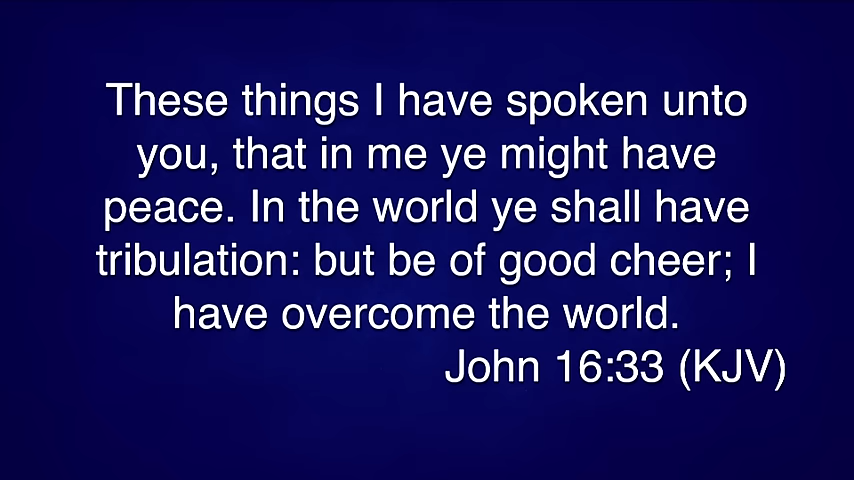 These things I have spoken unto
you, that in me ye might have
peace. In the world ye shall have
tribulation: but be of good cheer; I
have overcome the world.
John 16:33 (KJV)